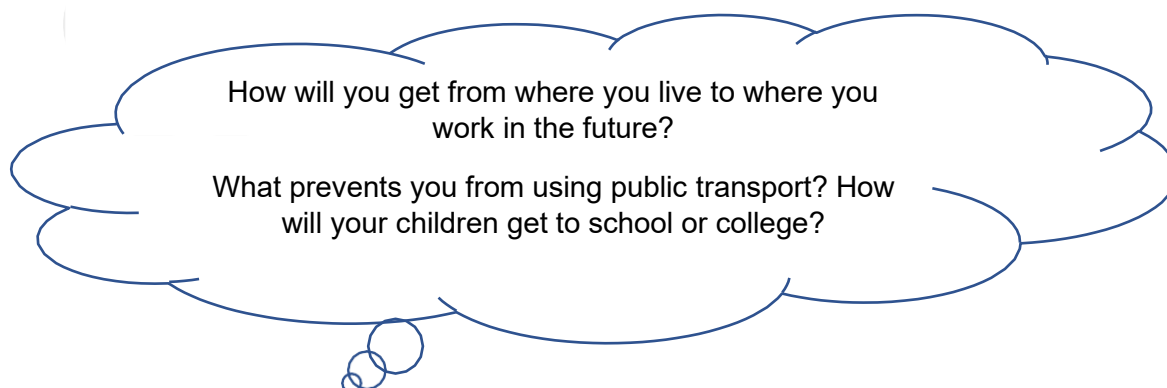 How will you get from where you live to where you
work in the future?
What prevents you from using public transport? How
will your children get to school or college?